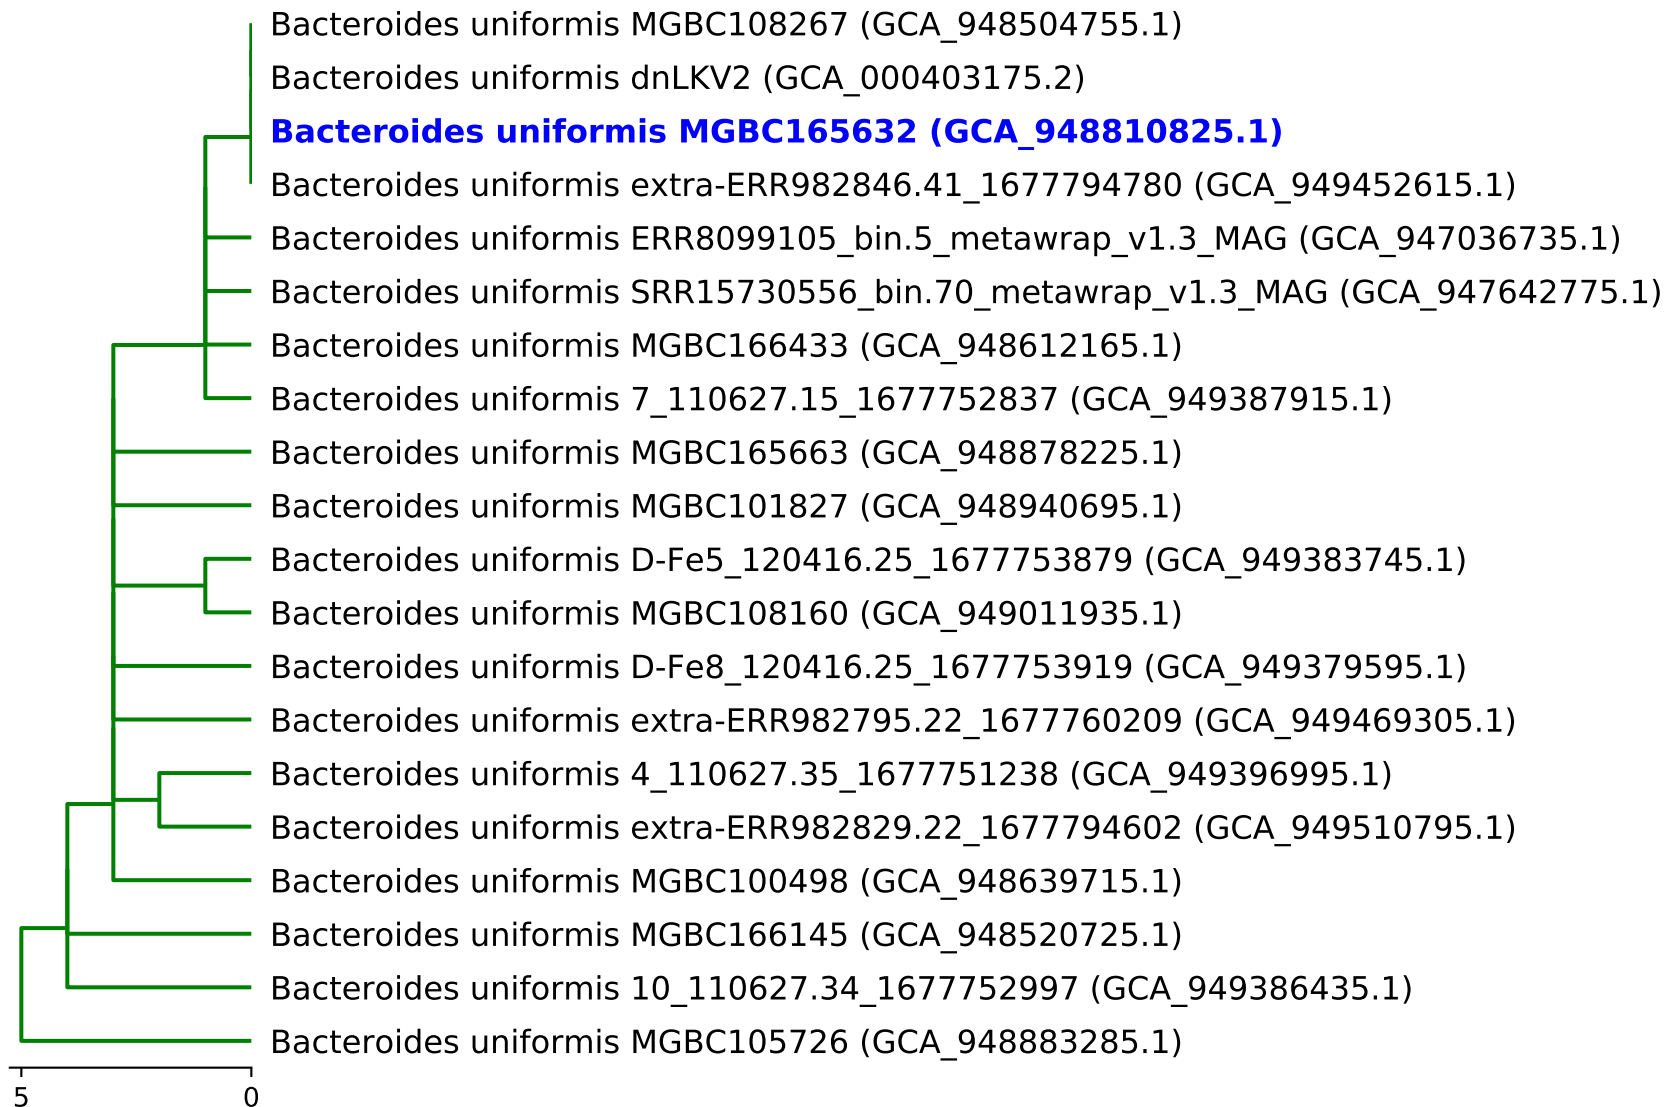 Bacteroides uniformis MGBC108267 (GCA_948504755.1)
Bacteroides uniformis dnLKV2 (GCA_000403175.2)
Bacteroides uniformis MGBC165632 (GCA_948810825.1)
Bacteroides uniformis extra-ERR982846.41_1677794780 (GCA_949452615.1)
Bacteroides uniformis ERR8099105_bin.5_metawrap_v1.3_MAG (GCA_947036735.1)
Bacteroides uniformis SRR15730556_bin.70_metawrap_v1.3_MAG (GCA_947642775.1)
Bacteroides uniformis MGBC166433 (GCA_948612165.1)
Bacteroides uniformis 7_110627.15_1677752837 (GCA_949387915.1)
Bacteroides uniformis MGBC165663 (GCA_948878225.1)
Bacteroides uniformis MGBC101827 (GCA_948940695.1)
Bacteroides uniformis D-Fe5_120416.25_1677753879 (GCA_949383745.1)
Bacteroides uniformis MGBC108160 (GCA_949011935.1)
Bacteroides uniformis D-Fe8_120416.25_1677753919 (GCA_949379595.1)
Bacteroides uniformis extra-ERR982795.22_1677760209 (GCA_949469305.1)
Bacteroides uniformis 4_110627.35_1677751238 (GCA_949396995.1)
Bacteroides uniformis extra-ERR982829.22_1677794602 (GCA_949510795.1)
Bacteroides uniformis MGBC100498 (GCA_948639715.1)
Bacteroides uniformis MGBC166145 (GCA_948520725.1)
Bacteroides uniformis 10_110627.34_1677752997 (GCA_949386435.1)
Bacteroides uniformis MGBC105726 (GCA_948883285.1)
5 0